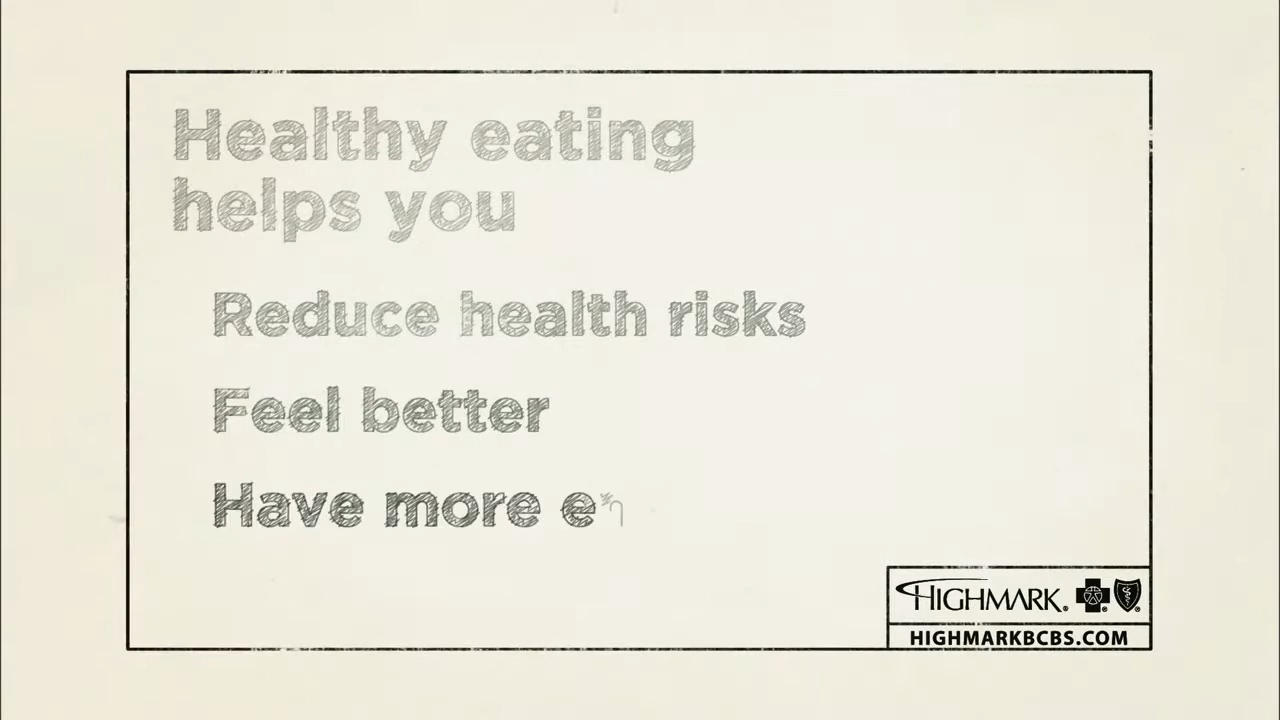 Healthy eating
helps you
Reduce health risks
Feel better
Have more e
HIGHMARK®
HIGHMARKBCBS.COM